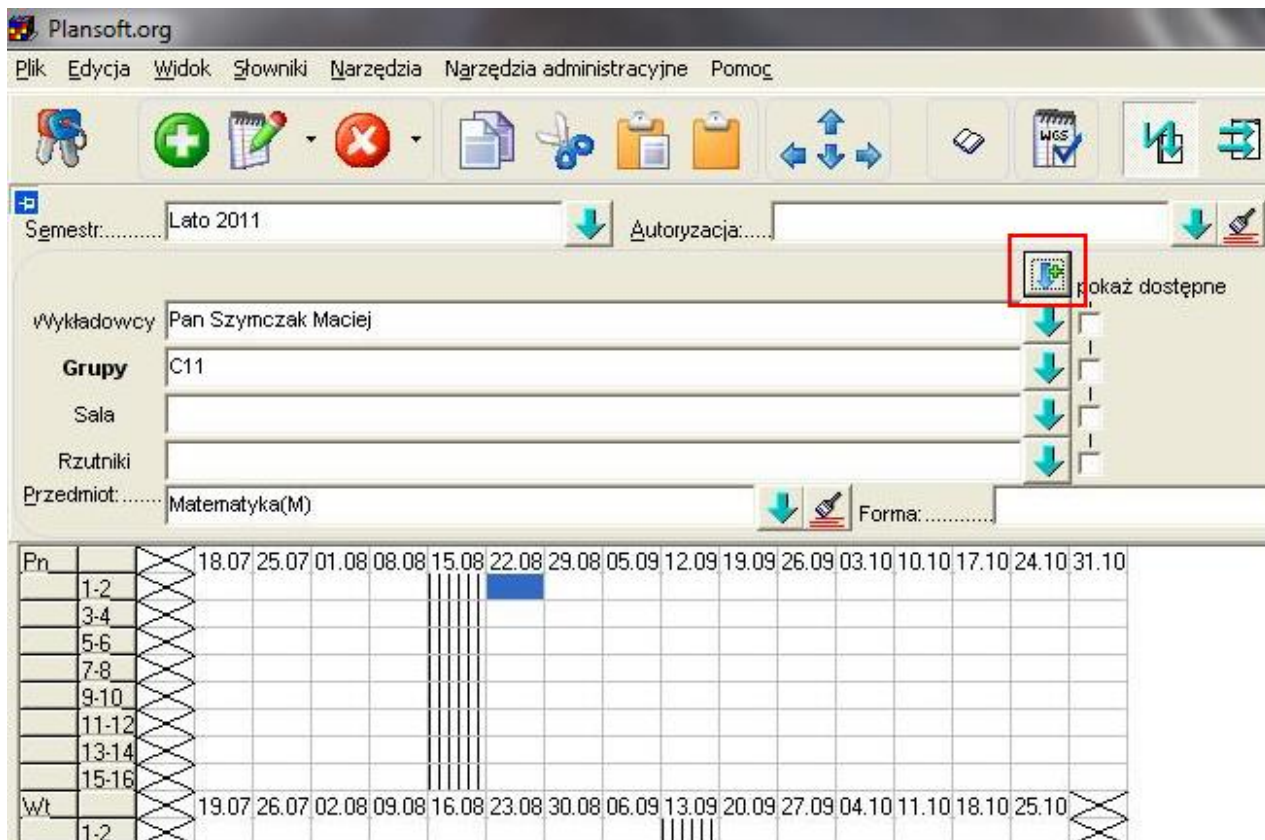 Plansoft.org
Plik Edycja Widok Słowniki Narzędzia Narzędzia administracyjne Pomoc
WGS
Semestr:.......... Lato 2011 Autoryzacja:.....
pokaż dostępne
Wykładowcy Pan Szymczak Maciej
Grupy C11
Sala
Rzutniki
Przedmiot:....... Matematyka(M) Forma:............
Pn 18.07 25.07 01.08 08.08 15.08 22.08 29.08 05.09 12.09 19.09 26.09 03.10 10.10 17.10 24.10 31.10
1-2
3-4
5-6
7-8
9-10
11-12
13-14
15-16
Wt 19.07 26.07 02.08 09.08 16.08 23.08 30.08 06.09 13.09 20.09 27.09 04.10 11.10 18.10 25.10
1-2